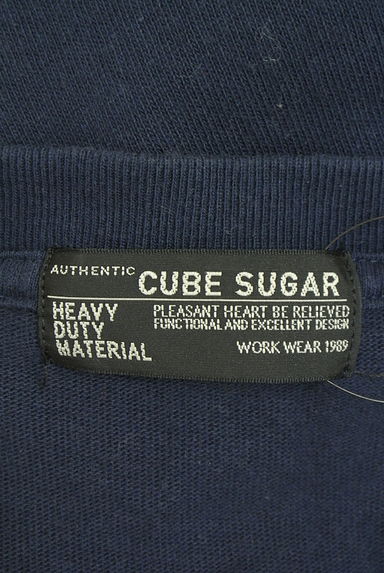 AUTHENTIC CUBE SUGAR
HEAVY DUTY MATERIAL
PLEASANT HEART BE RELIEVED
FUNCTIONAL AND EXCELLENT DESIGN
WORK WEAR 1989